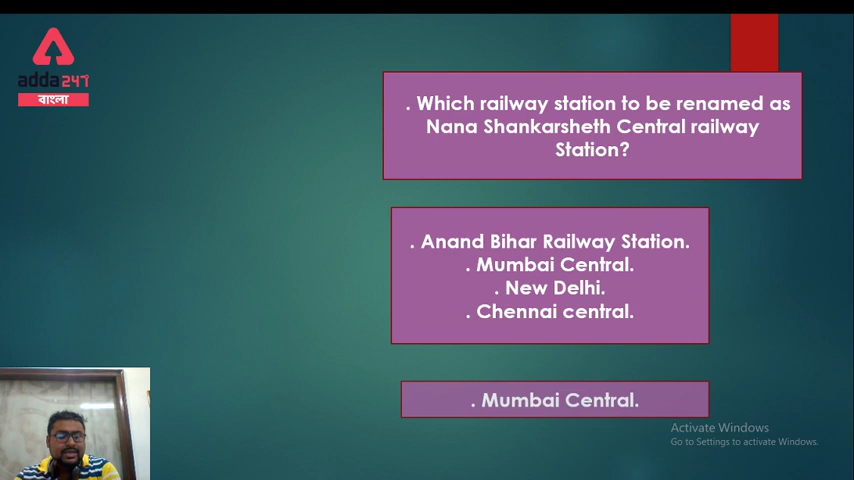 adda247
বাংলা
. Which railway station to be renamed as
Nana Shankarsheth Central railway
Station?
. Anand Bihar Railway Station.
. Mumbai Central.
. New Delhi.
. Chennai central.
. Mumbai Central.
Activate Windows
Go to Settings to activate Windows.